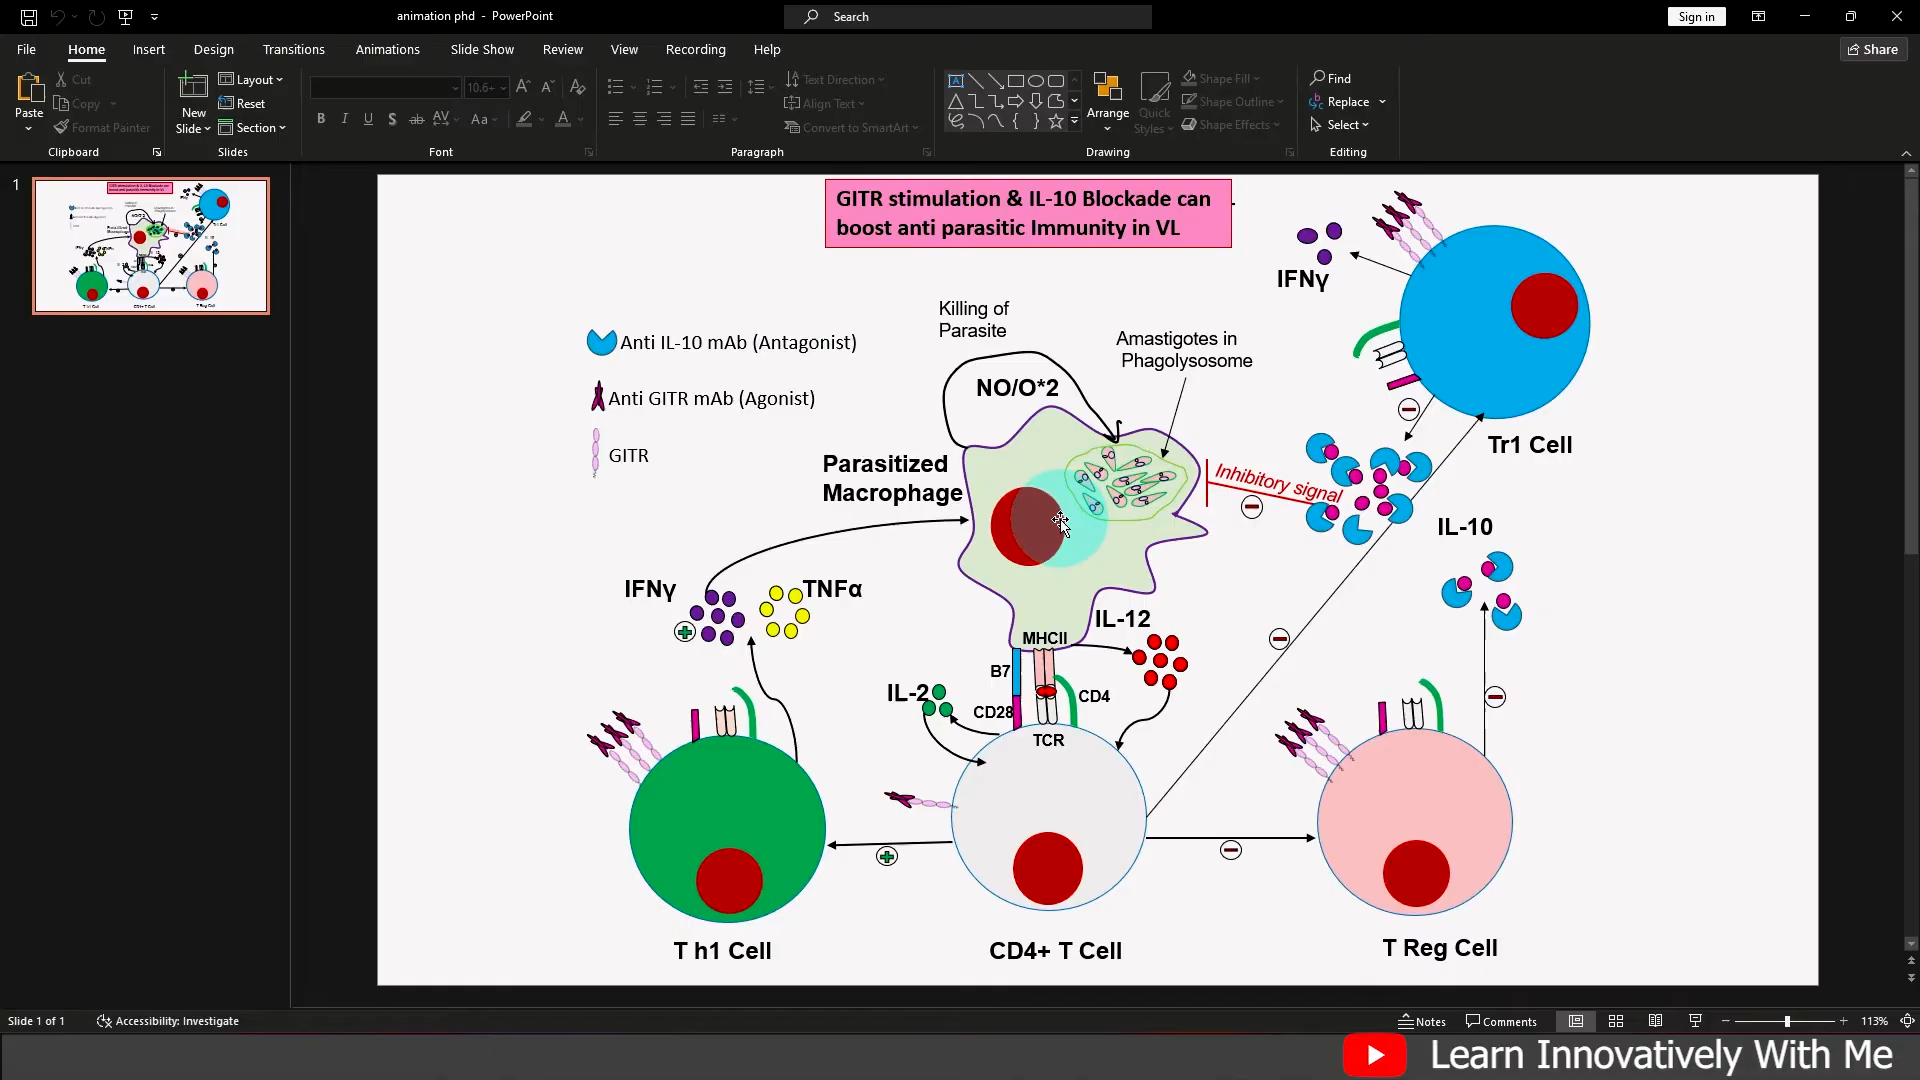 animation phd - PowerPoint
Search
Sign in
File
Home
Insert
Design
Transitions
Animations
Slide Show
Review
View
Recording
Help
Share
Paste
Cut
Copy
Format Painter
Clipboard
New
Slide
Layout
Reset
Section
Slides
10.6+
Font
Text Direction
Align Text
Convert to SmartArt
Paragraph
Arrange
Quick
Styles
Shape Fill
Shape Outline
Shape Effects
Drawing
Find
Replace
Select
Editing
1
GITR stimulation & IL-10 Blockade can
boost anti parasitic Immunity in VL
IFNγ
Killing of
Parasite
Amastigotes in
Phagolysosome
Anti IL-10 mAb (Antagonist)
NO/O*2
Anti GITR mAb (Agonist)
GITR
Tr1 Cell
Parasitized
Macrophage
Inhibitory signal
IL-10
IFNγ
TNFα
IL-12
MHCII
B7
IL-2
CD4
CD28
TCR
T h1 Cell
CD4+ T Cell
T Reg Cell
Slide 1 of 1
Accessibility: Investigate
Notes
Comments
113%
Learn Innovatively With Me